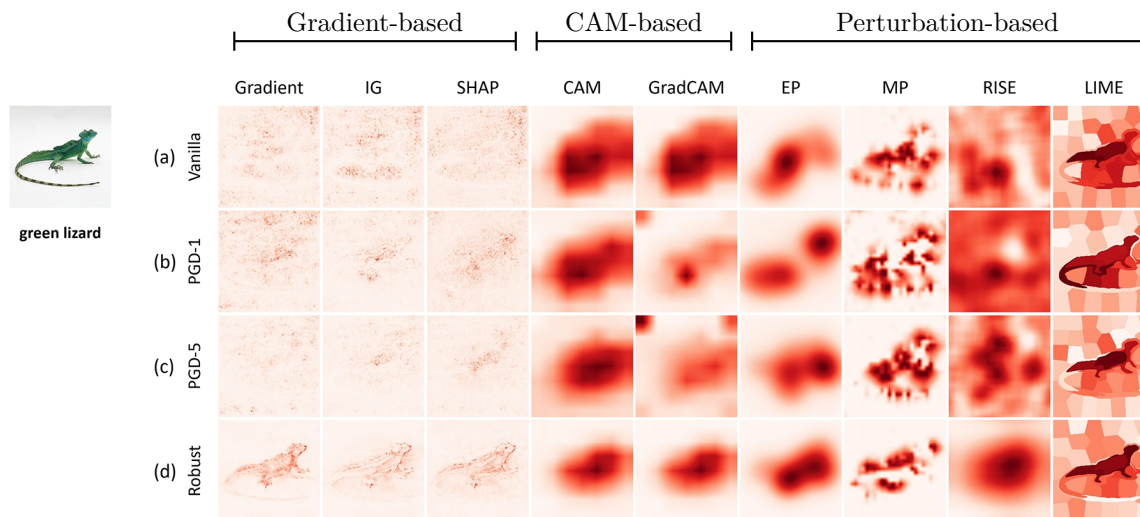 Gradient-based CAM-based Perturbation-based
Gradient IG SHAP CAM GradCAM EP MP RISE LIME
(a) Vanilla
green lizard
(b) PGD-1
(c) PGD-5
(d) Robust